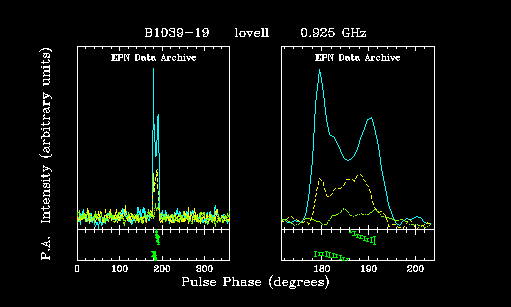 B1039-19 lovell 0.925 GHz
EPN Data Archive EPN Data Archive
Intensity (arbitrary units)
P.A.
0 100 200 300 180 190 200
Pulse Phase (degrees)